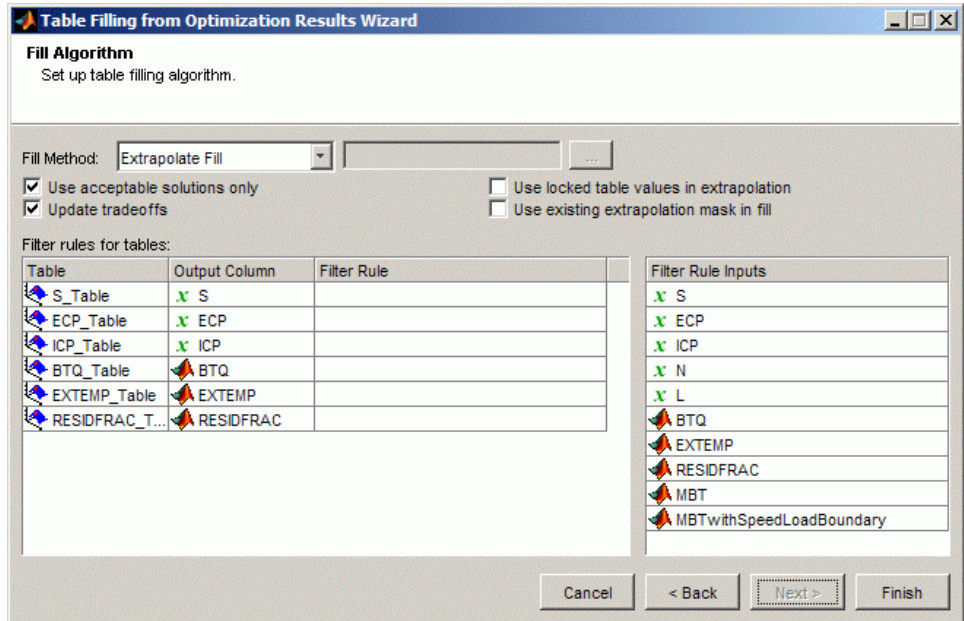 Table Filling from Optimization Results Wizard
Fill Algorithm
Set up table filling algorithm.
Fill Method: Extrapolate Fill ...
Use acceptable solutions only Use locked table values in extrapolation
Update tradeoffs Use existing extrapolation mask in fill
Filter rules for tables:
Table Output Column Filter Rule Filter Rule Inputs
S_Table x S x S
ECP_Table x ECP x ECP
ICP_Table x ICP x ICP
BTQ_Table BTQ x N
EXTEMP_Table EXTEMP x L
RESIDFRAC_T... RESIDFRAC BTQ
EXTEMP
RESIDFRAC
MBT
MBTwithSpeedLoadBoundary
Cancel < Back Next > Finish